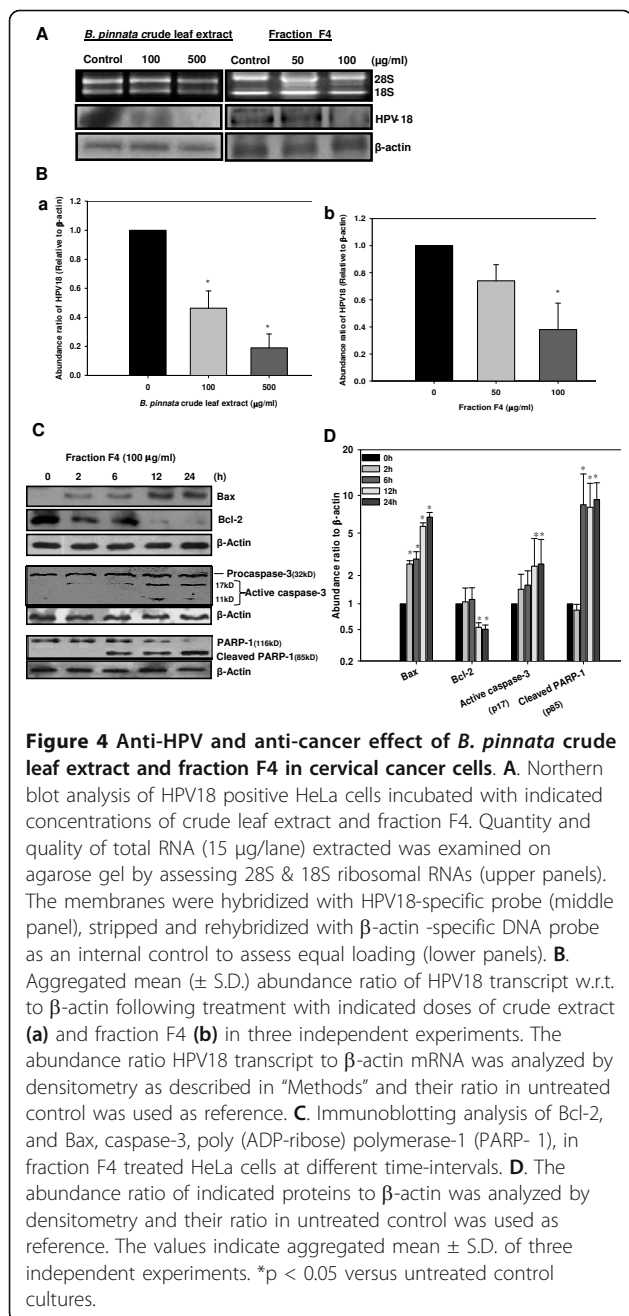 A
B. pinnata crude leaf extract Fraction F4
Control 100 500 Control 50 100 (µg/ml)
28S
18S
HPV-18
β-actin
B
a
Abundance ratio of HPV18 (Relative to β-actin)
1.2
1.0
0.8
0.6
0.4
0.2
0.0
*
*
0 100 500
B. pinnata crude leaf extract (µg/ml)
b
Abundance ratio of HPV18 (Relative to β-actin)
1.2
1.0
0.8
0.6
0.4
0.2
0.0
*
0 50 100
Fraction F4 (µg/ml)
C
Fraction F4 (100 µg/ml)
0 2 6 12 24 (h)
Bax
Bcl-2
β-Actin
Procaspase-3(32kD)
17kD
Active caspase-3
11kD
β-Actin
PARP-1(116kD)
Cleaved PARP-1(85kD)
β-Actin
D
Abundance ratio to β-actin
20
10
5
2
1
0.5
0.2
0h
2h
6h
12h
24h
* * * *
* *
* *
* * *
Bax
Bcl-2
Active caspase-3
(p17)
Cleaved PARP-1
(p85)
Figure 4 Anti-HPV and anti-cancer effect of B. pinnata crude
leaf extract and fraction F4 in cervical cancer cells. A. Northern
blot analysis of HPV18 positive HeLa cells incubated with indicated
concentrations of crude leaf extract and fraction F4. Quantity and
quality of total RNA (15 µg/lane) extracted was examined on
agarose gel by assessing 28S & 18S ribosomal RNAs (upper panels).
The membranes were hybridized with HPV18-specific probe (middle
panel), stripped and rehybridized with β-actin -specific DNA probe
as an internal control to assess equal loading (lower panels). B.
Aggregated mean (± S.D.) abundance ratio of HPV18 transcript w.r.t.
to β-actin following treatment with indicated doses of crude extract
(a) and fraction F4 (b) in three independent experiments. The
abundance ratio HPV18 transcript to β-actin mRNA was analyzed by
densitometry as described in “Methods” and their ratio in untreated
control was used as reference. C. Immunoblotting analysis of Bcl-2,
and Bax, caspase-3, poly (ADP-ribose) polymerase-1 (PARP- 1), in
fraction F4 treated HeLa cells at different time-intervals. D. The
abundance ratio of indicated proteins to β-actin was analyzed by
densitometry and their ratio in untreated control was used as
reference. The values indicate aggregated mean ± S.D. of three
independent experiments. *p < 0.05 versus untreated control
cultures.